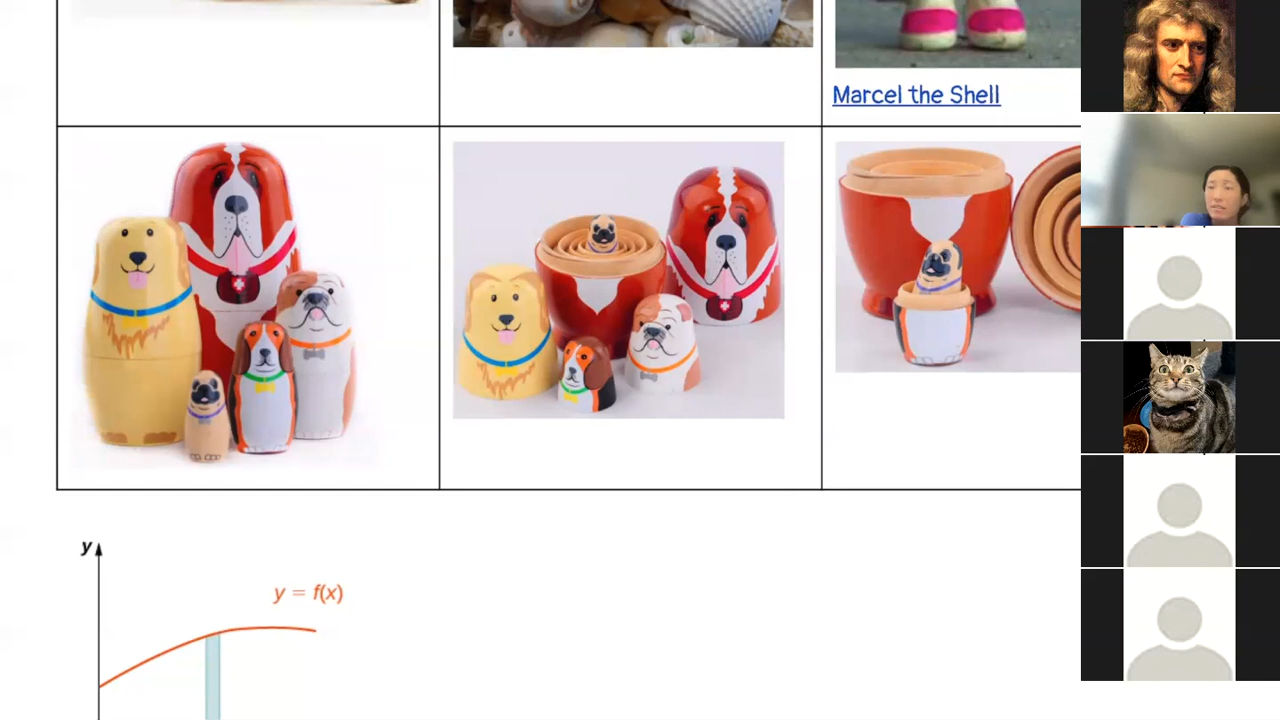 Marcel the Shell
y
y = f(x)